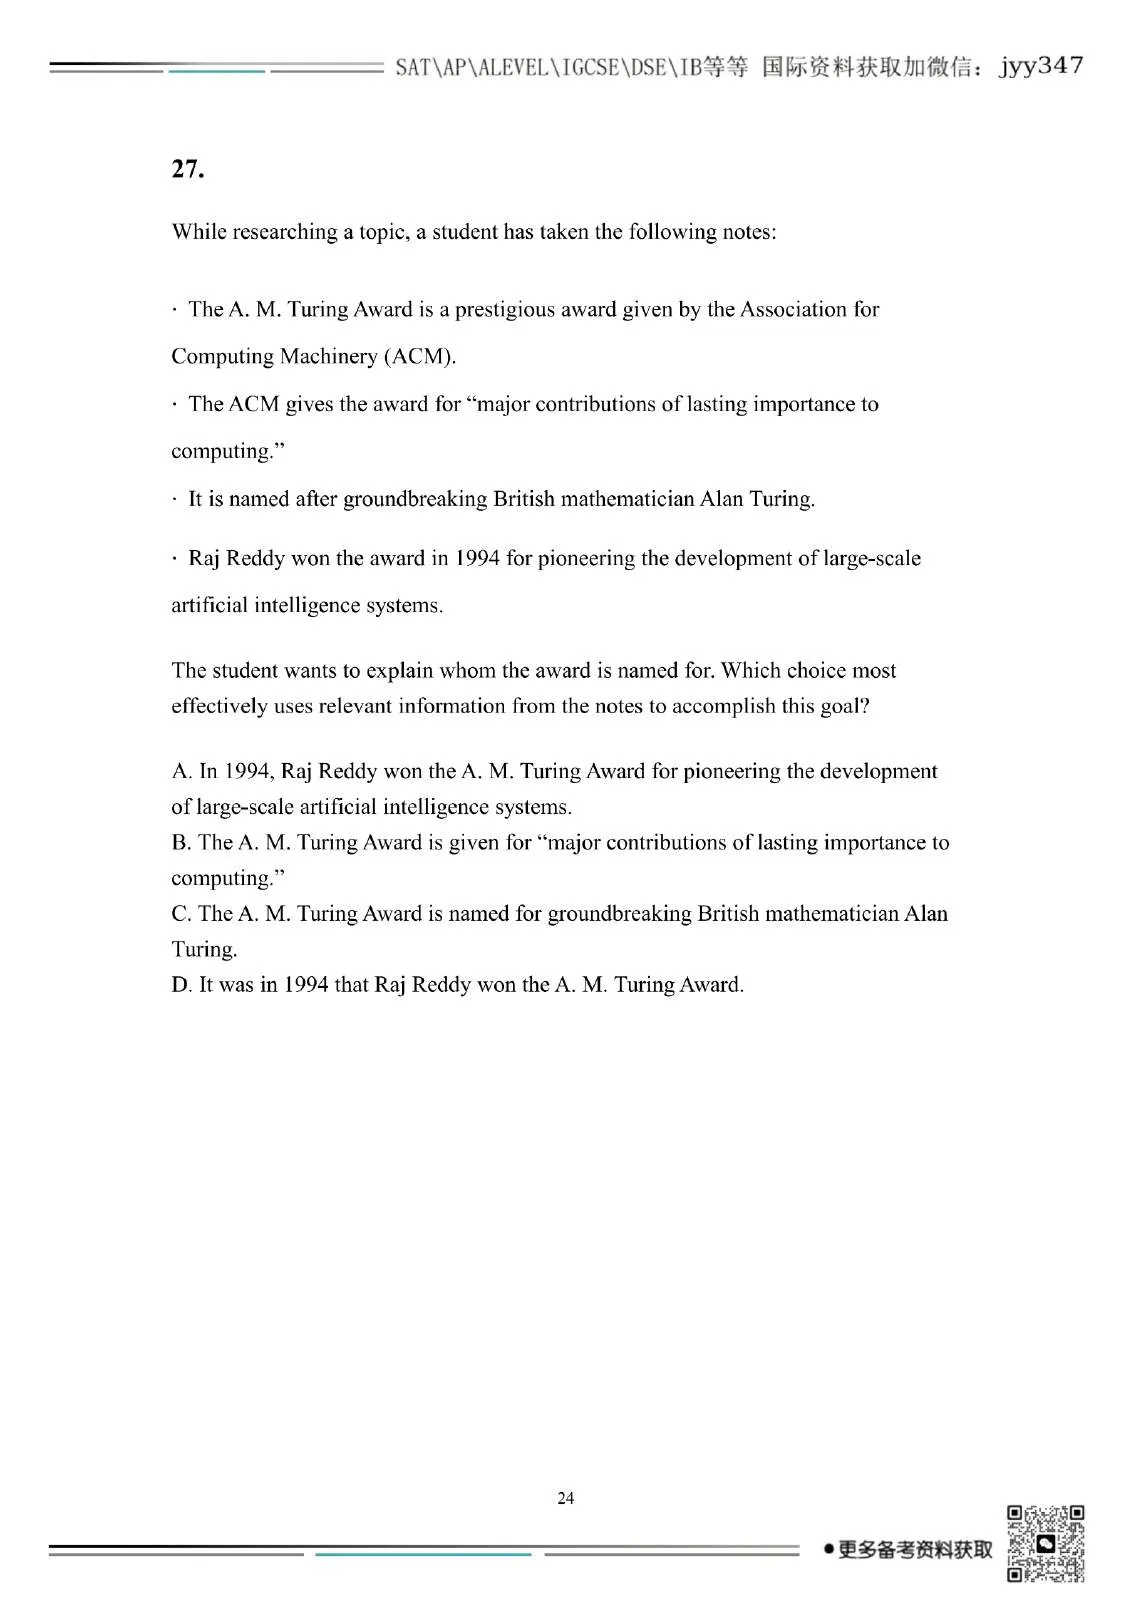 SAT\AP\ALEVEL\IGCSE\DSE\IB等等 国际资料获取加微信: jyy347
27.
While researching a topic, a student has taken the following notes:
· The A. M. Turing Award is a prestigious award given by the Association for
Computing Machinery (ACM).
· The ACM gives the award for “major contributions of lasting importance to
computing.”
· It is named after groundbreaking British mathematician Alan Turing.
· Raj Reddy won the award in 1994 for pioneering the development of large-scale
artificial intelligence systems.
The student wants to explain whom the award is named for. Which choice most
effectively uses relevant information from the notes to accomplish this goal?
A. In 1994, Raj Reddy won the A. M. Turing Award for pioneering the development
of large-scale artificial intelligence systems.
B. The A. M. Turing Award is given for “major contributions of lasting importance to
computing.”
C. The A. M. Turing Award is named for groundbreaking British mathematician Alan
Turing.
D. It was in 1994 that Raj Reddy won the A. M. Turing Award.
24
●更多备考资料获取